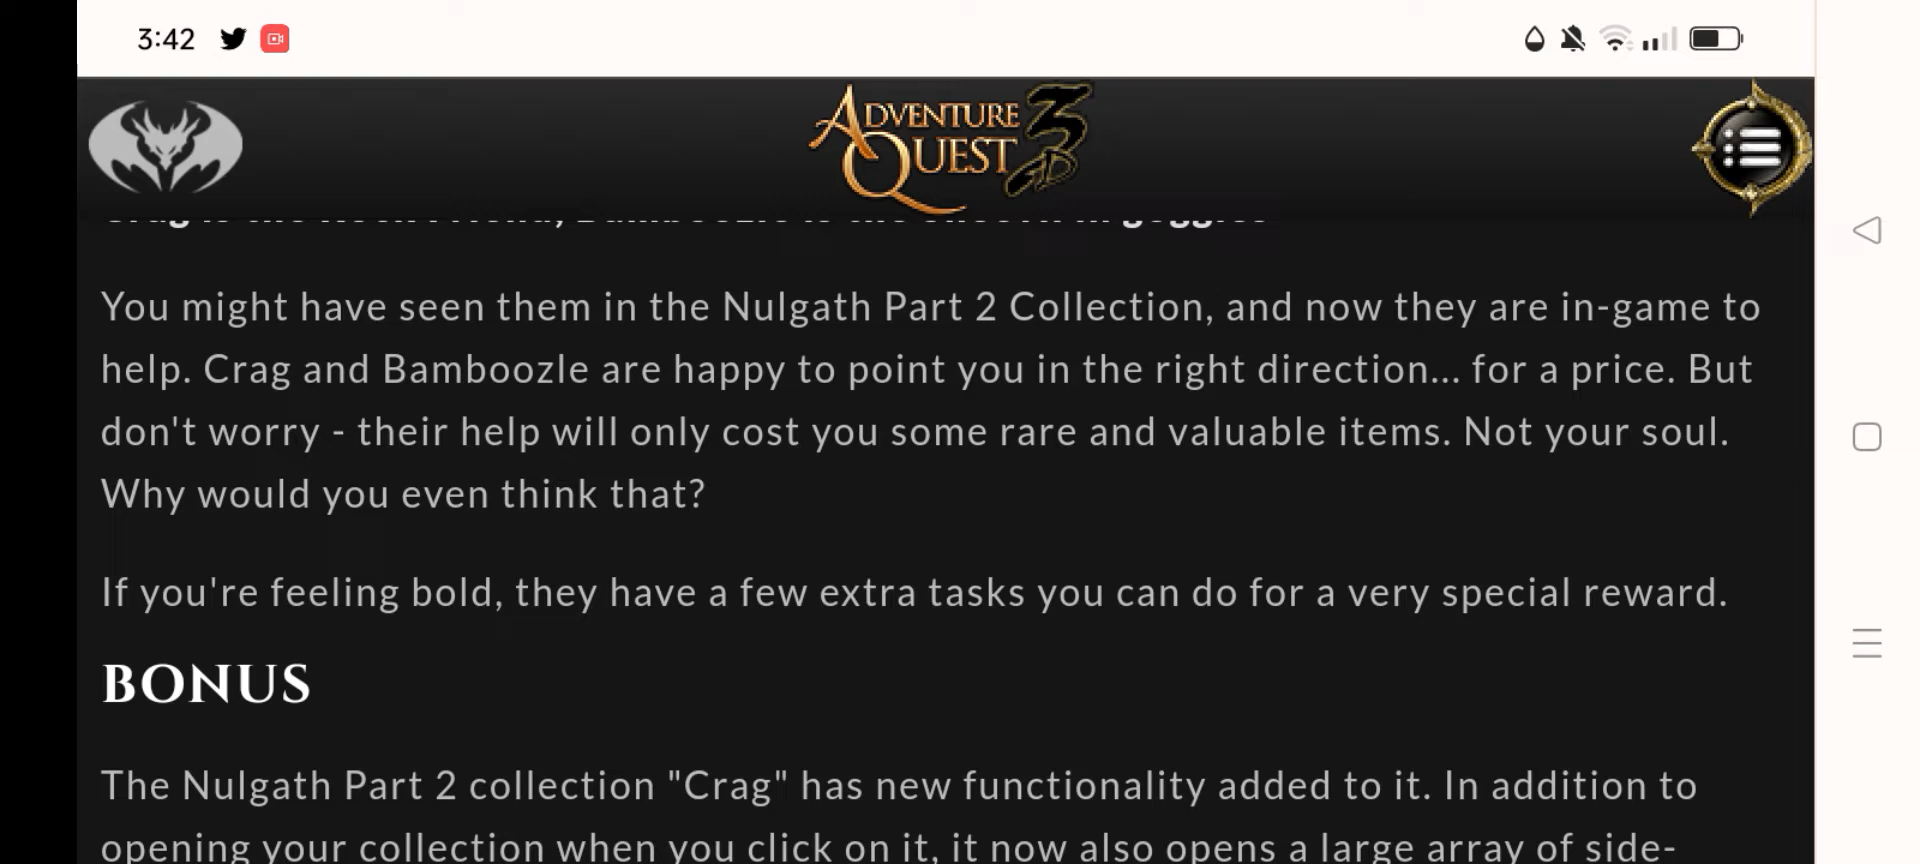 3:42
ADVENTURE QUEST 3D
You might have seen them in the Nulgath Part 2 Collection, and now they are in-game to
help. Crag and Bamboozle are happy to point you in the right direction... for a price. But
don't worry - their help will only cost you some rare and valuable items. Not your soul.
Why would you even think that?
If you're feeling bold, they have a few extra tasks you can do for a very special reward.
BONUS
The Nulgath Part 2 collection "Crag" has new functionality added to it. In addition to
opening your collection when you click on it, it now also opens a large array of side-